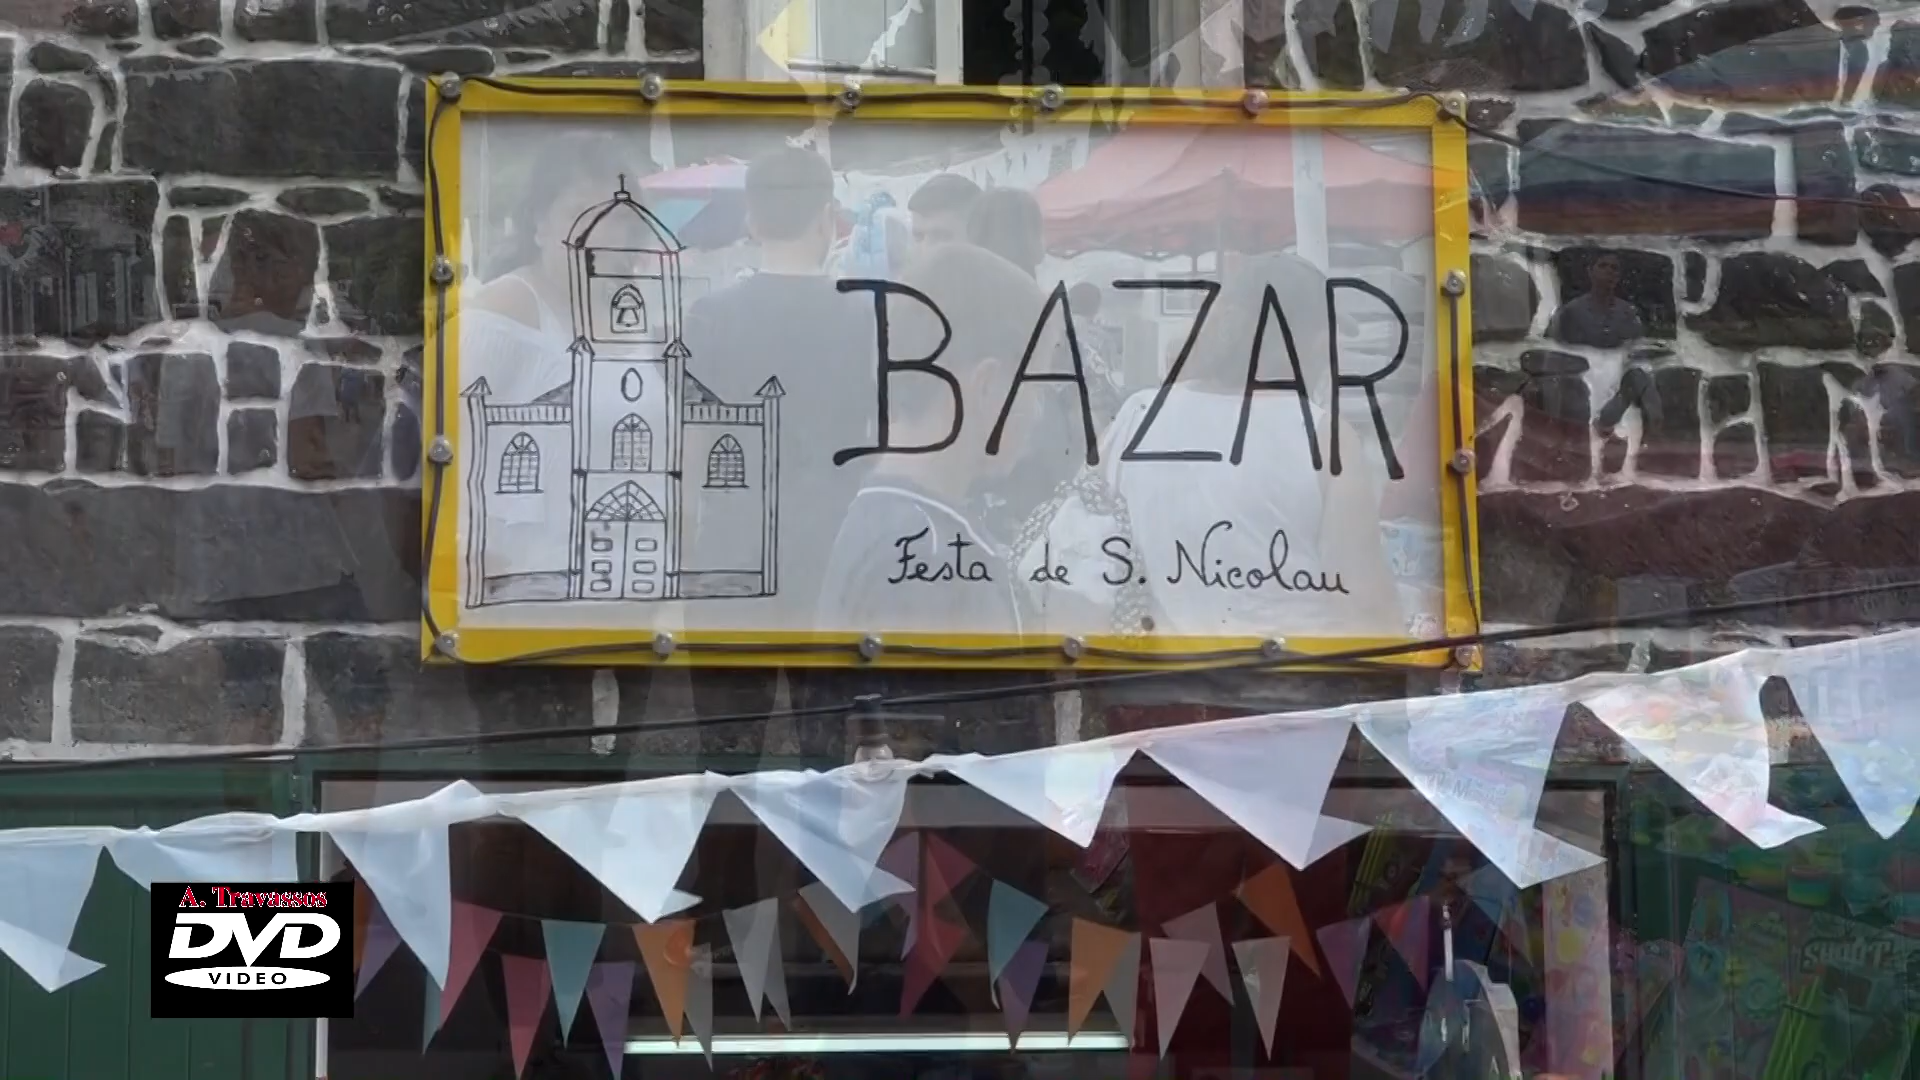 BAZAR
Festa de S. Nicolau
A. Travassos
DVD
VIDEO